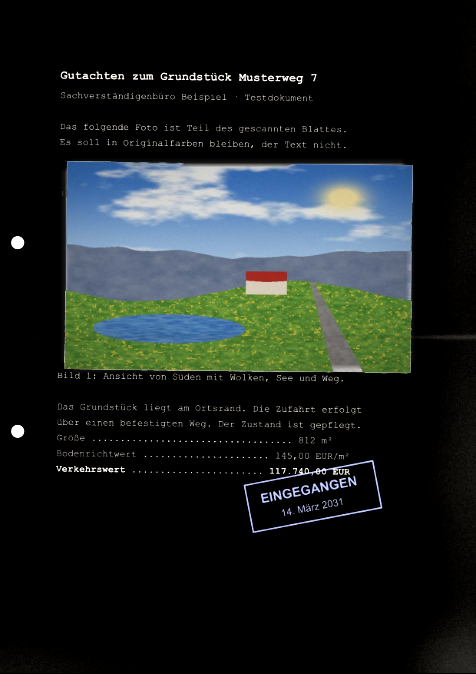 Gutachten zum Grundstück Musterweg 7
Sachverständigenbüro Beispiel · Testdokument
Das folgende Foto ist Teil des gescannten Blattes.
Es soll in Originalfarben bleiben, der Text nicht.
Bild 1: Ansicht von Süden mit Wolken, See und Weg.
Das Grundstück liegt am Ortsrand. Die Zufahrt erfolgt
über einen befestigten Weg. Der Zustand ist gepflegt.
Größe .................................. 812 m²
Bodenrichtwert ..................... 145,00 EUR/m²
Verkehrswert ...................... 117.740,00 EUR
EINGEGANGEN
14. März 2031